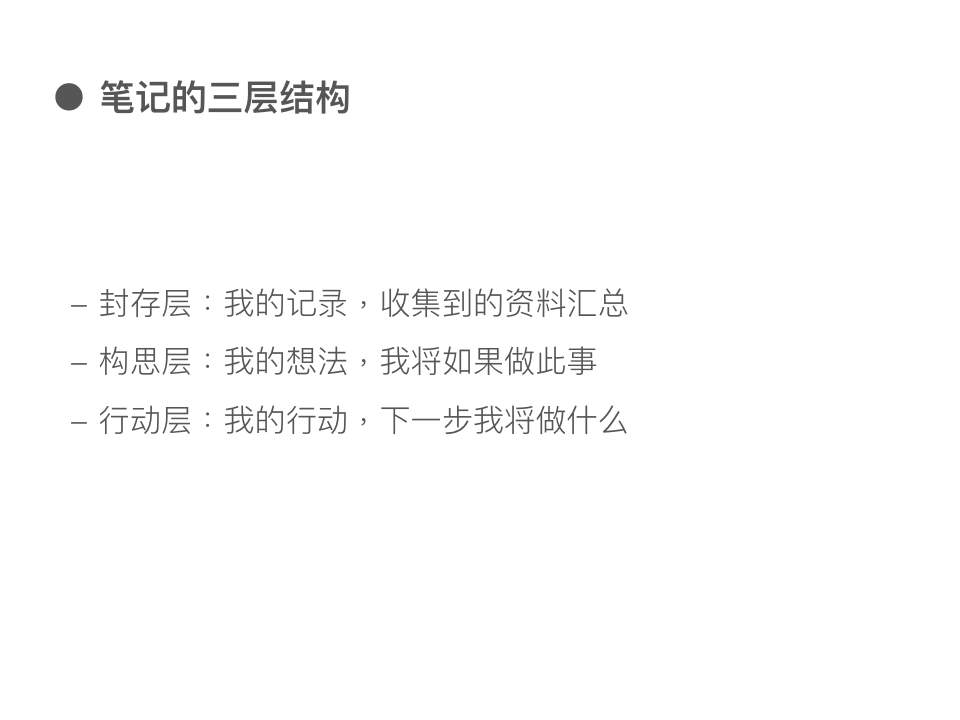 ● 笔记的三层结构
– 封存层：我的记录，收集到的资料汇总
– 构思层：我的想法，我将如果做此事
– 行动层：我的行动，下一步我将做什么